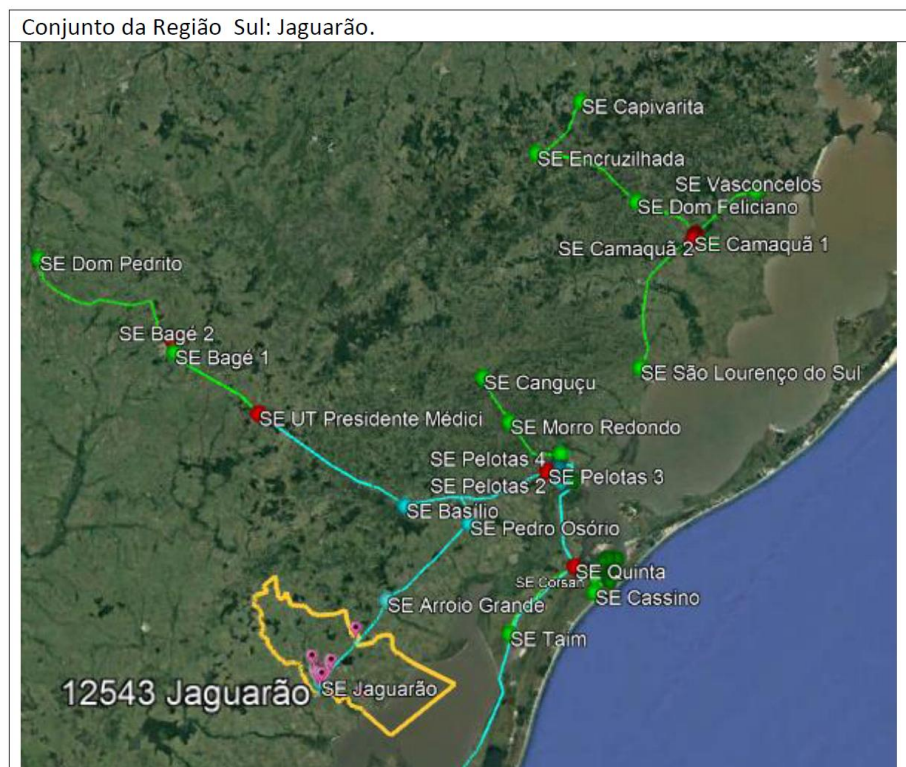 Conjunto da Região  Sul: Jaguarão.
SE Capivarita
SE Encruzilhada
SE Vasconcelos
SE Dom Feliciano
SE Camaquã 2
SE Camaquã 1
SE Dom Pedrito
SE Bagé 2
SE Bagé 1
SE São Lourenço do Sul
SE Canguçu
SE UT Presidente Médici
SE Morro Redondo
SE Pelotas 4
SE Pelotas 3
SE Pelotas 2
SE Basílio
SE Pedro Osório
SE Quinta
SE Corsan
SE Cassino
SE Arroio Grande
SE Taim
12543 Jaguarão
SE Jaguarão